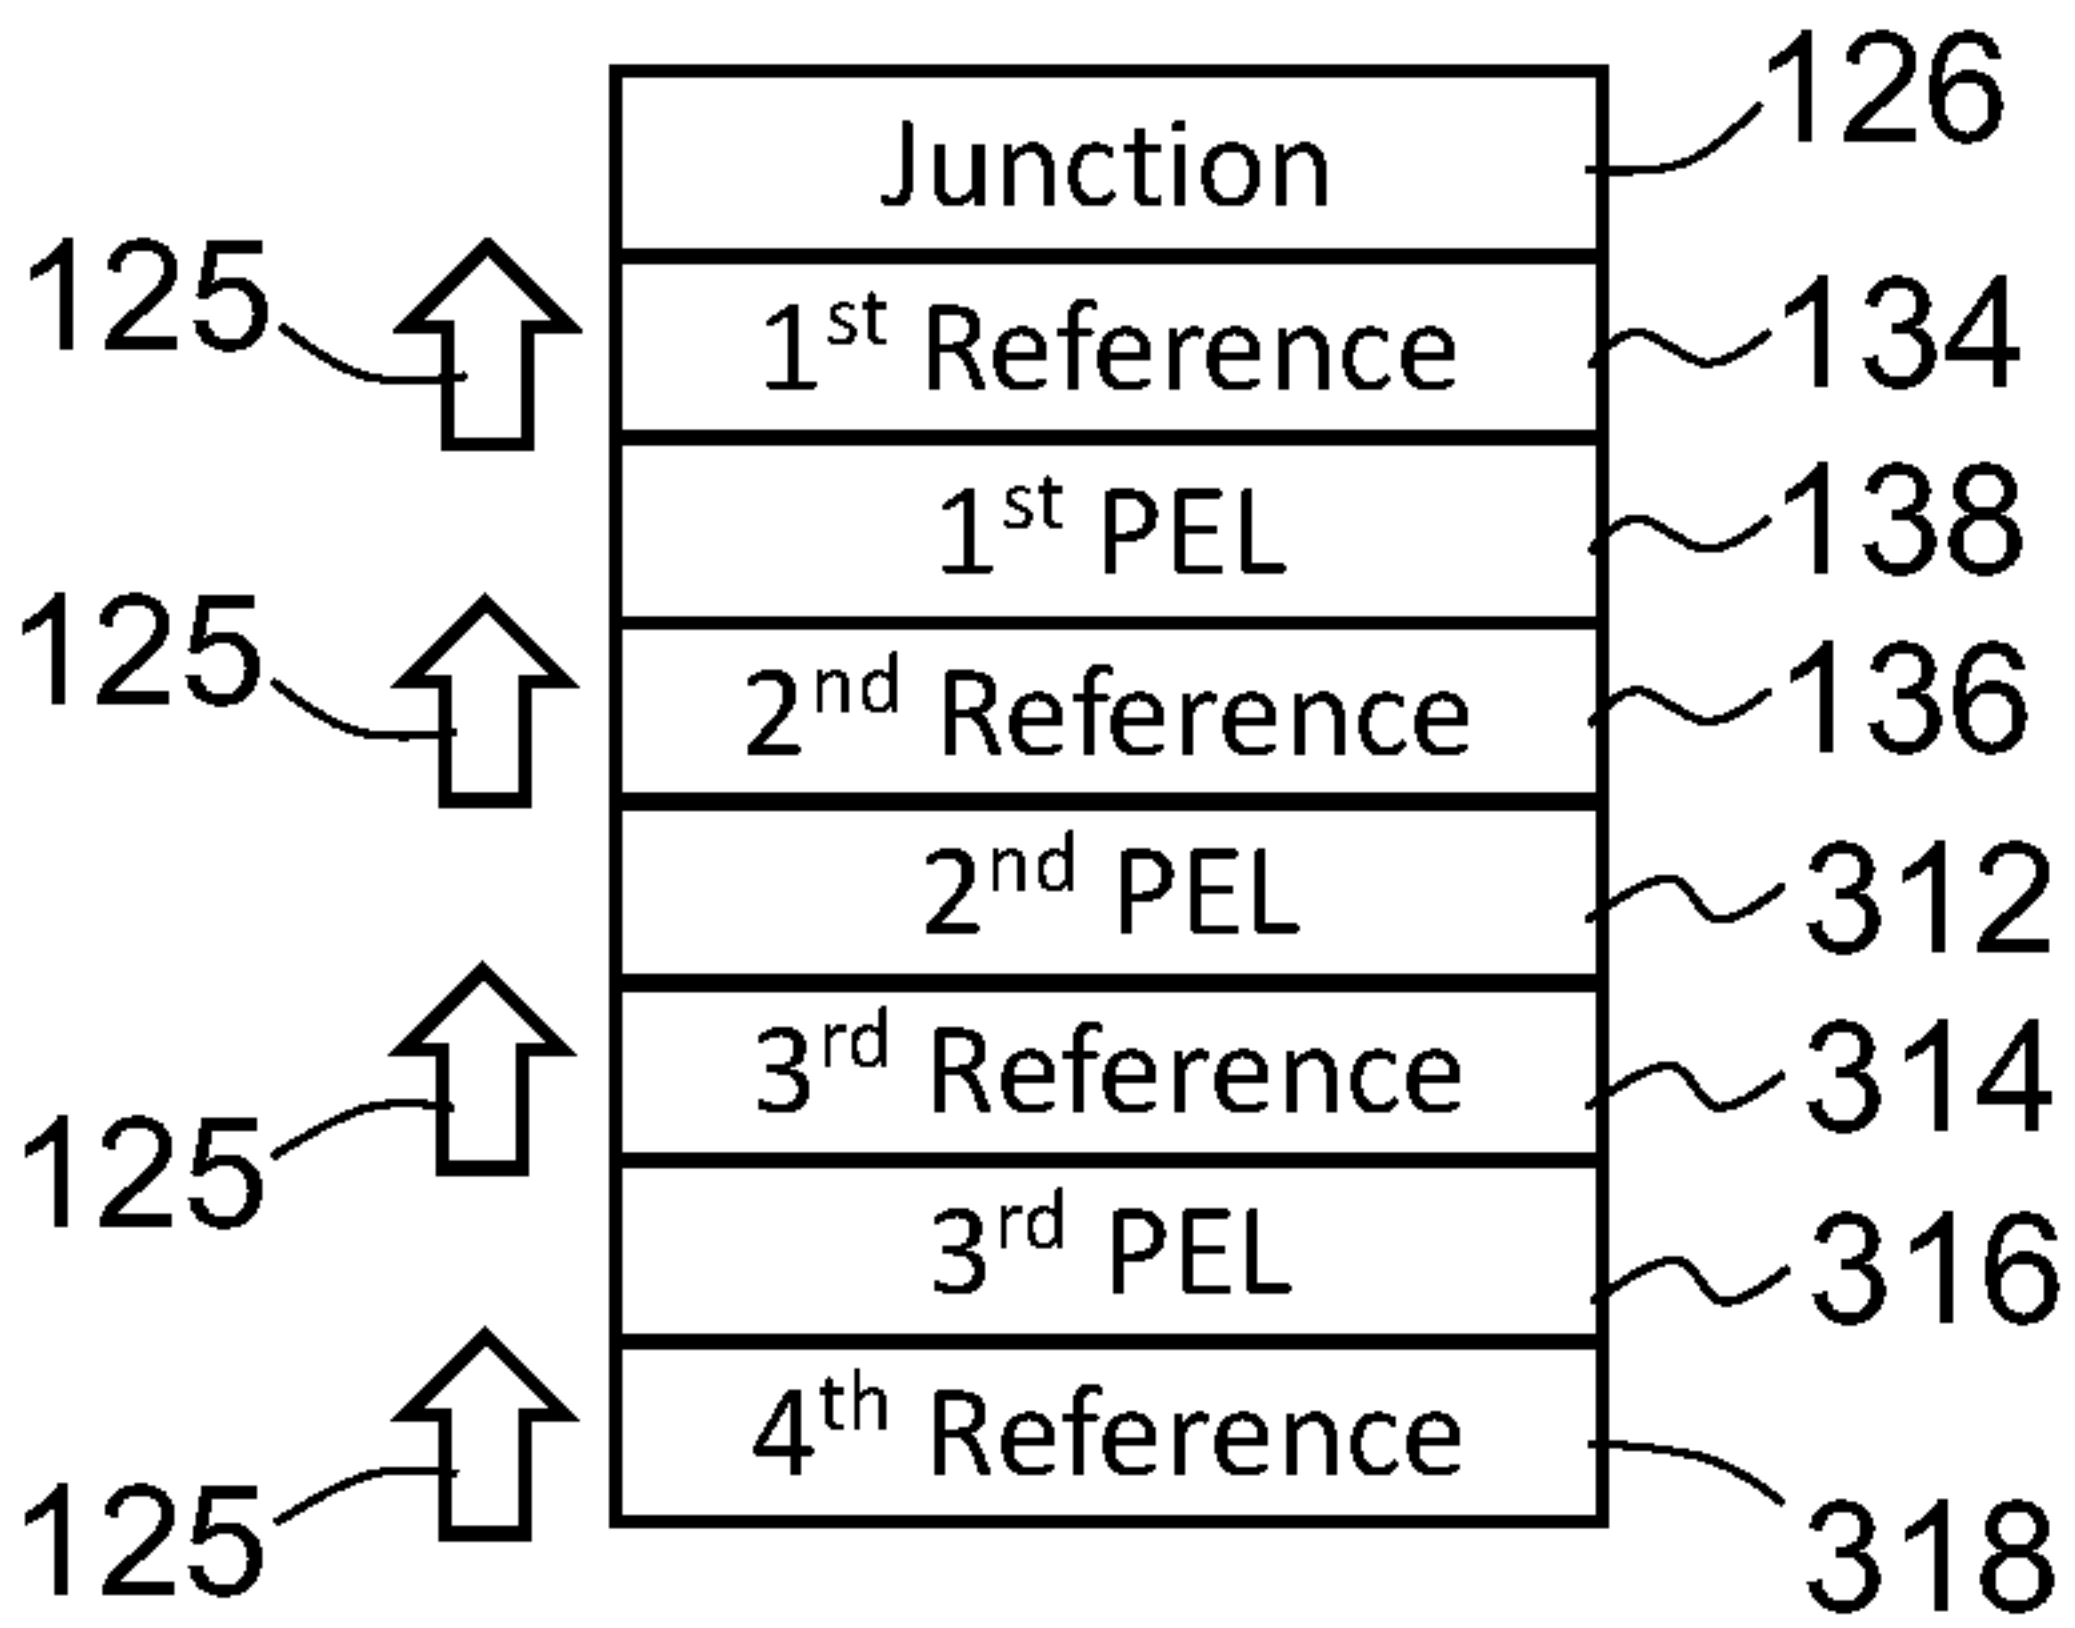 126
Junction
125
1st Reference
134
1st PEL
138
125
2nd Reference
136
2nd PEL
312
3rd Reference
314
125
3rd PEL
316
4th Reference
125
318